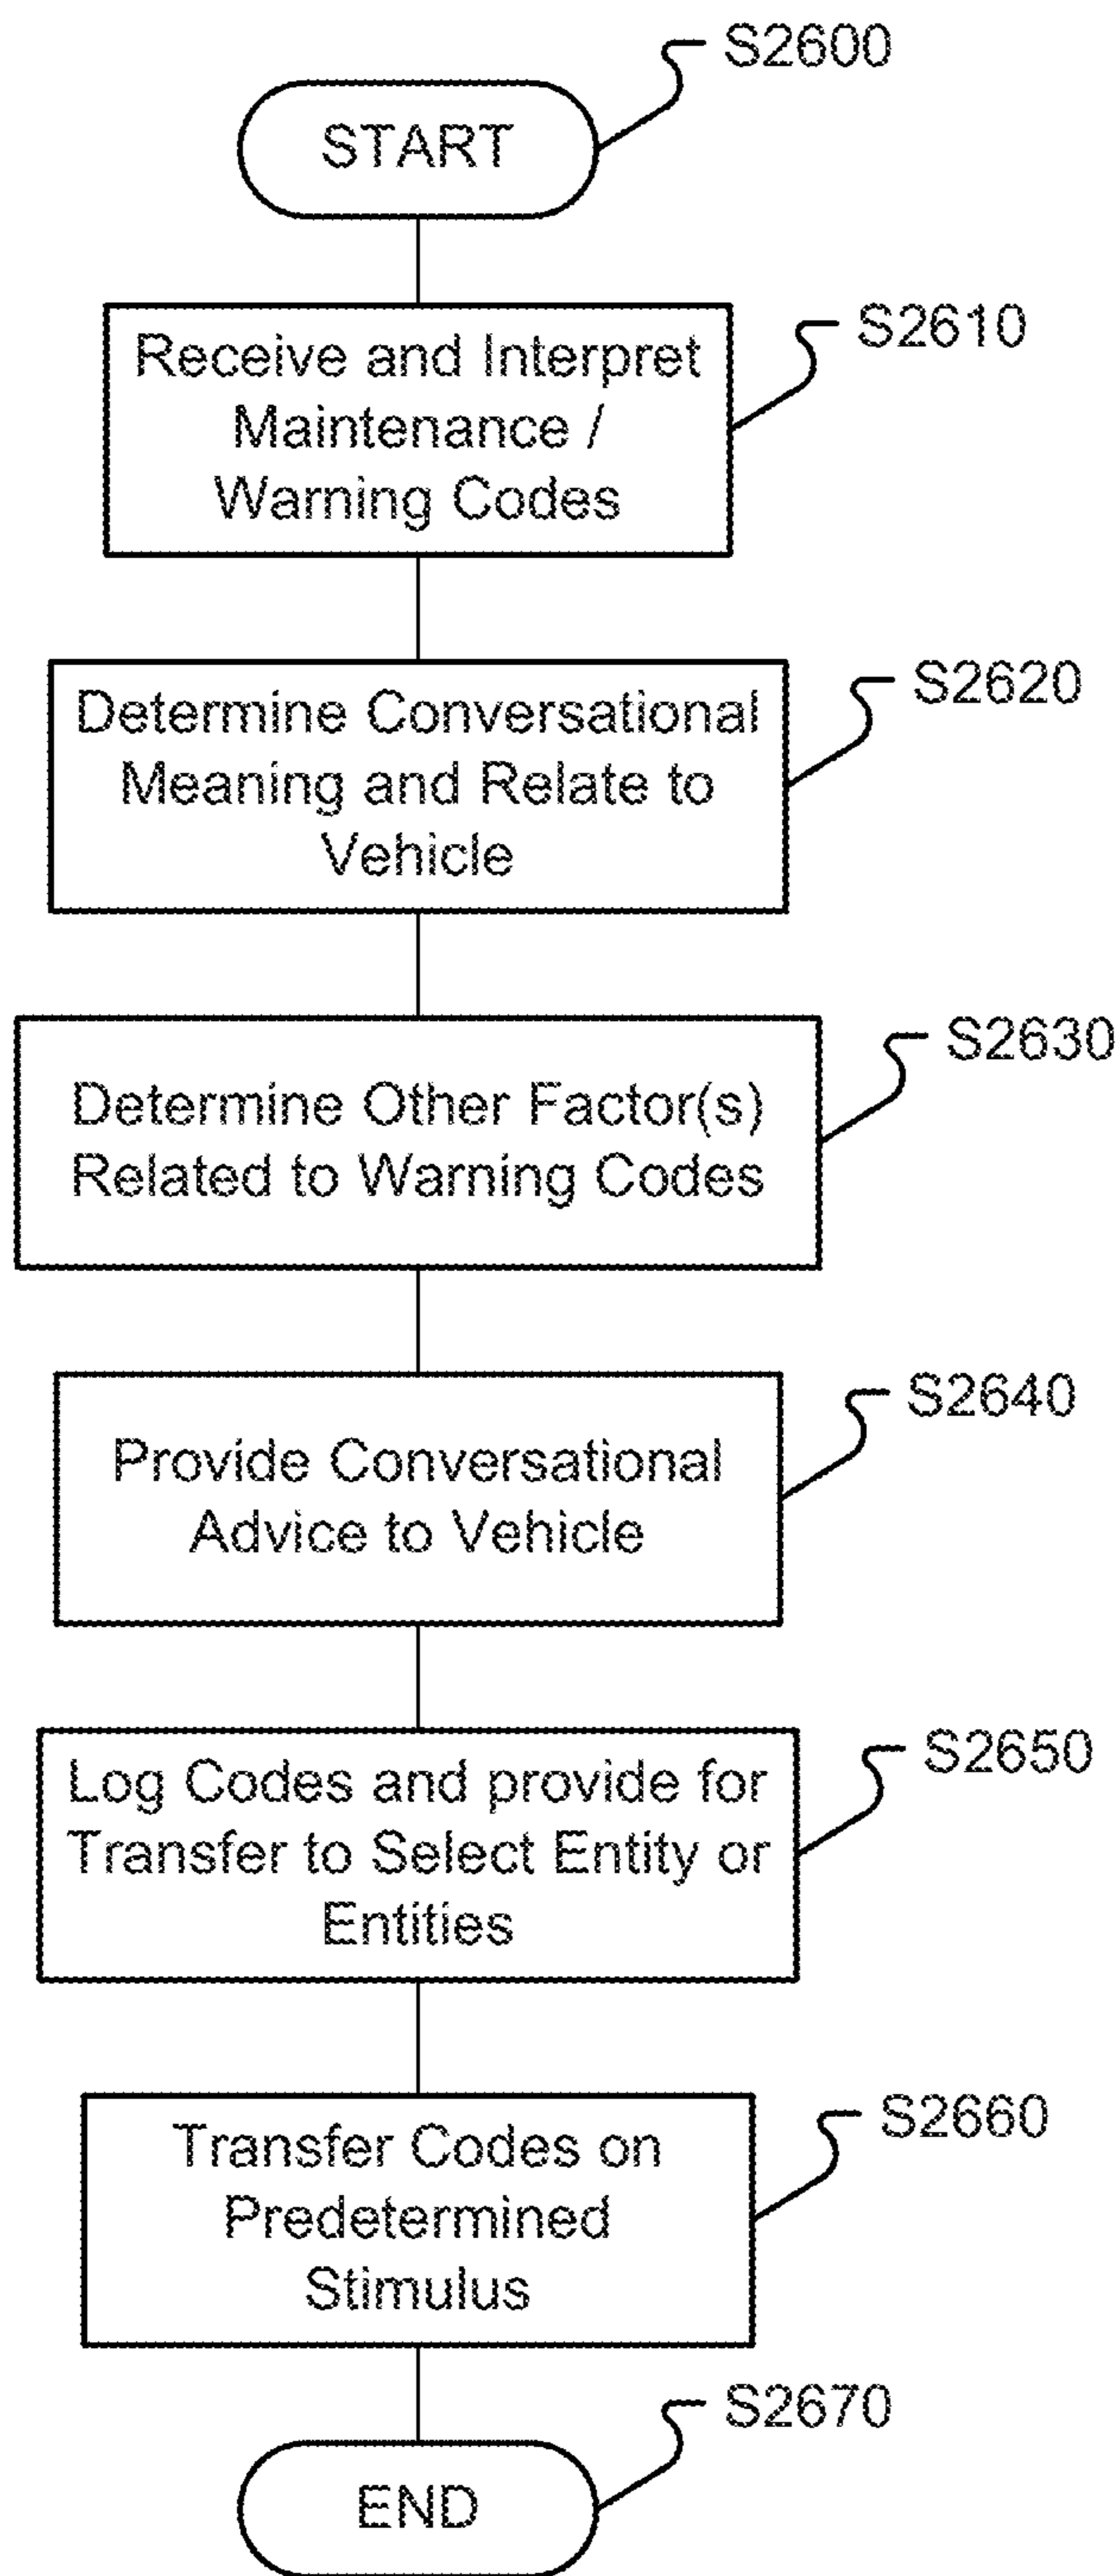 S2600
START
S2610
Receive and Interpret
Maintenance /
Warning Codes
S2620
Determine Conversational
Meaning and Relate to
Vehicle
S2630
Determine Other Factor(s)
Related to Warning Codes
S2640
Provide Conversational
Advice to Vehicle
S2650
Log Codes and provide for
Transfer to Select Entity or
Entities
S2660
Transfer Codes on
Predetermined
Stimulus
S2670
END